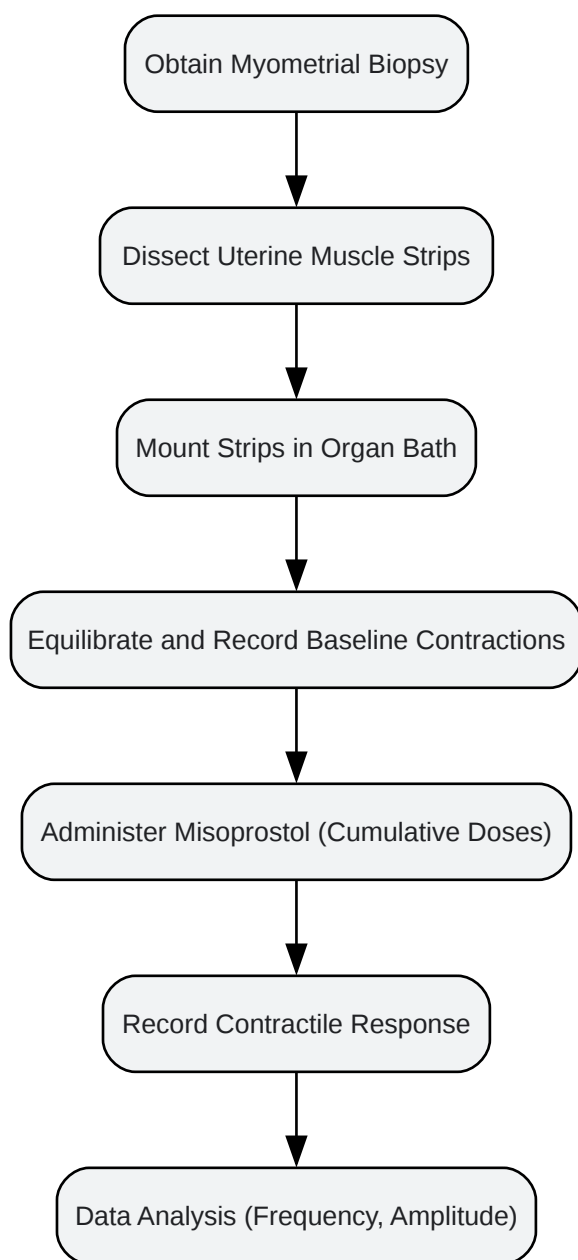 Obtain Myometrial Biopsy
Dissect Uterine Muscle Strips
Mount Strips in Organ Bath
Equilibrate and Record Baseline Contractions
Administer Misoprostol (Cumulative Doses)
Record Contractile Response
Data Analysis (Frequency, Amplitude)